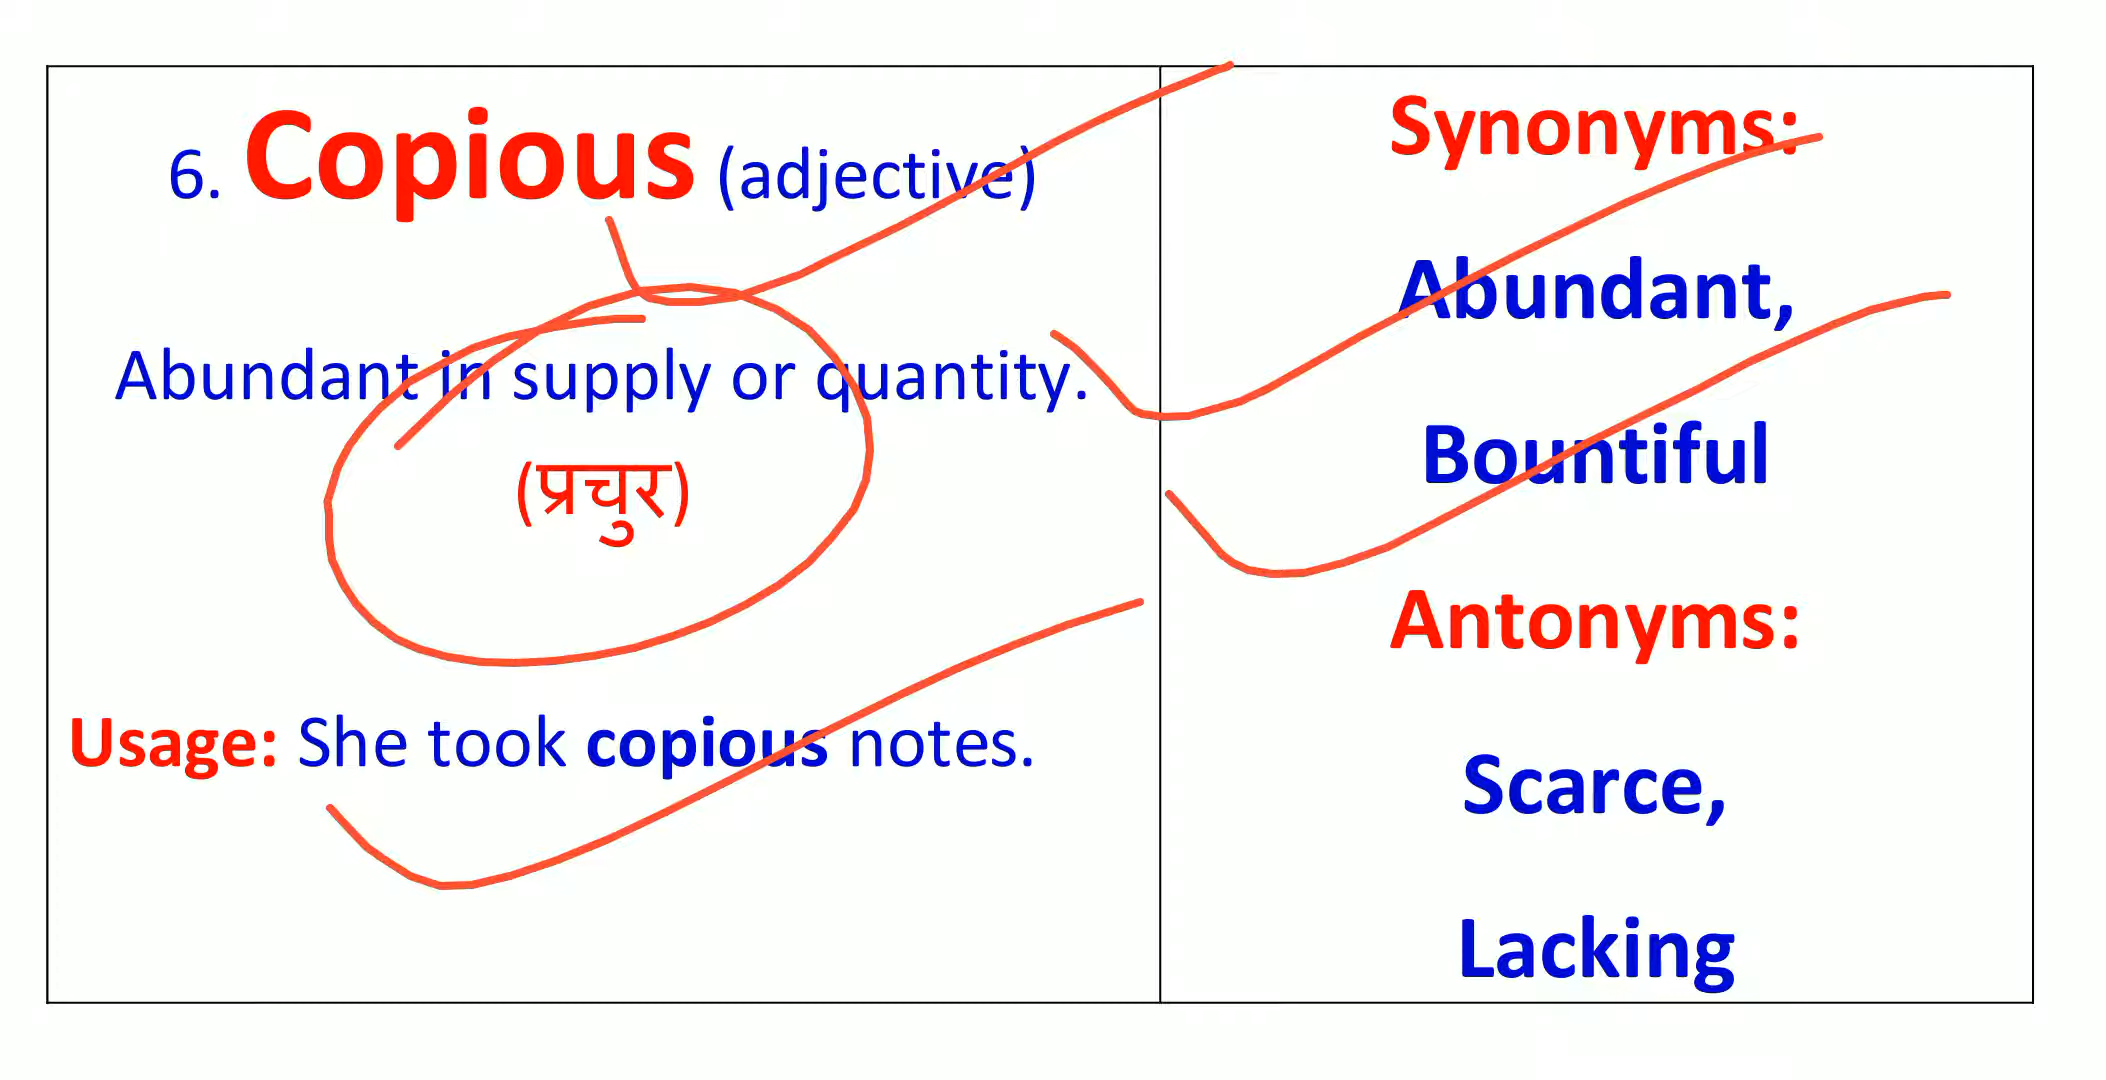 6. Copious (adjective)
Abundant in supply or quantity.
(प्रचुर)
Usage: She took copious notes.
Synonyms:
Abundant,
Bountiful
Antonyms:
Scarce,
Lacking